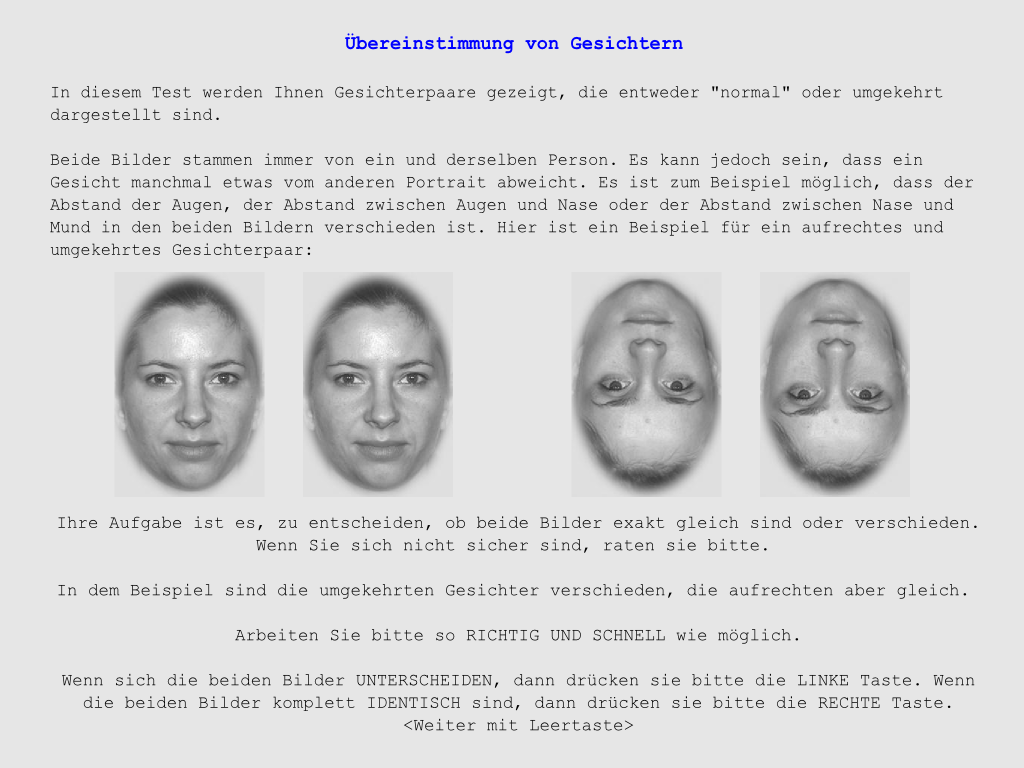 Übereinstimmung von Gesichtern
In diesem Test werden Ihnen Gesichterpaare gezeigt, die entweder "normal" oder umgekehrt
dargestellt sind.
Beide Bilder stammen immer von ein und derselben Person. Es kann jedoch sein, dass ein
Gesicht manchmal etwas vom anderen Portrait abweicht. Es ist zum Beispiel möglich, dass der
Abstand der Augen, der Abstand zwischen Augen und Nase oder der Abstand zwischen Nase und
Mund in den beiden Bildern verschieden ist. Hier ist ein Beispiel für ein aufrechtes und
umgekehrtes Gesichterpaar:
Ihre Aufgabe ist es, zu entscheiden, ob beide Bilder exakt gleich sind oder verschieden.
Wenn Sie sich nicht sicher sind, raten sie bitte.
In dem Beispiel sind die umgekehrten Gesichter verschieden, die aufrechten aber gleich.
Arbeiten Sie bitte so RICHTIG UND SCHNELL wie möglich.
Wenn sich die beiden Bilder UNTERSCHEIDEN, dann drücken sie bitte die LINKE Taste. Wenn
die beiden Bilder komplett IDENTISCH sind, dann drücken sie bitte die RECHTE Taste.
<Weiter mit Leertaste>